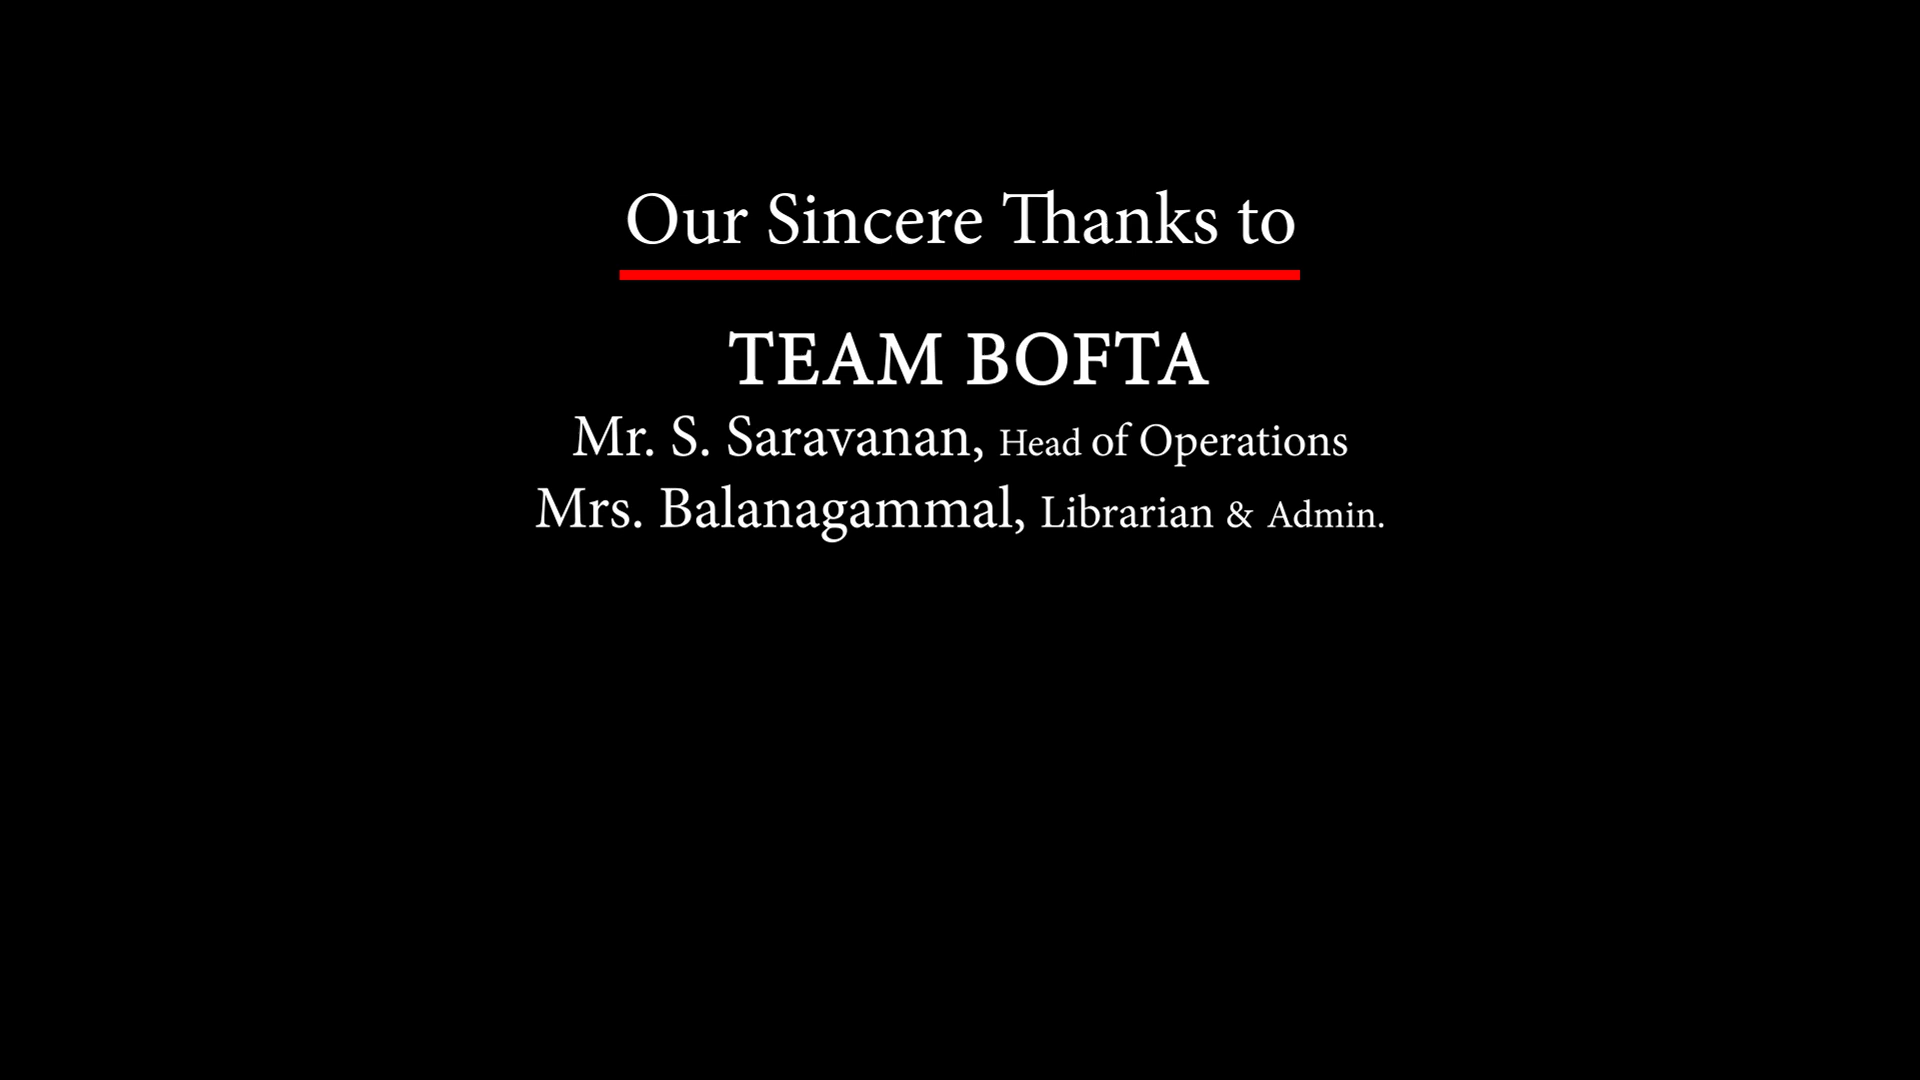 Our Sincere Thanks to
TEAM BOFTA
Mr. S. Saravanan, Head of Operations
Mrs. Balanagammal, Librarian & Admin.